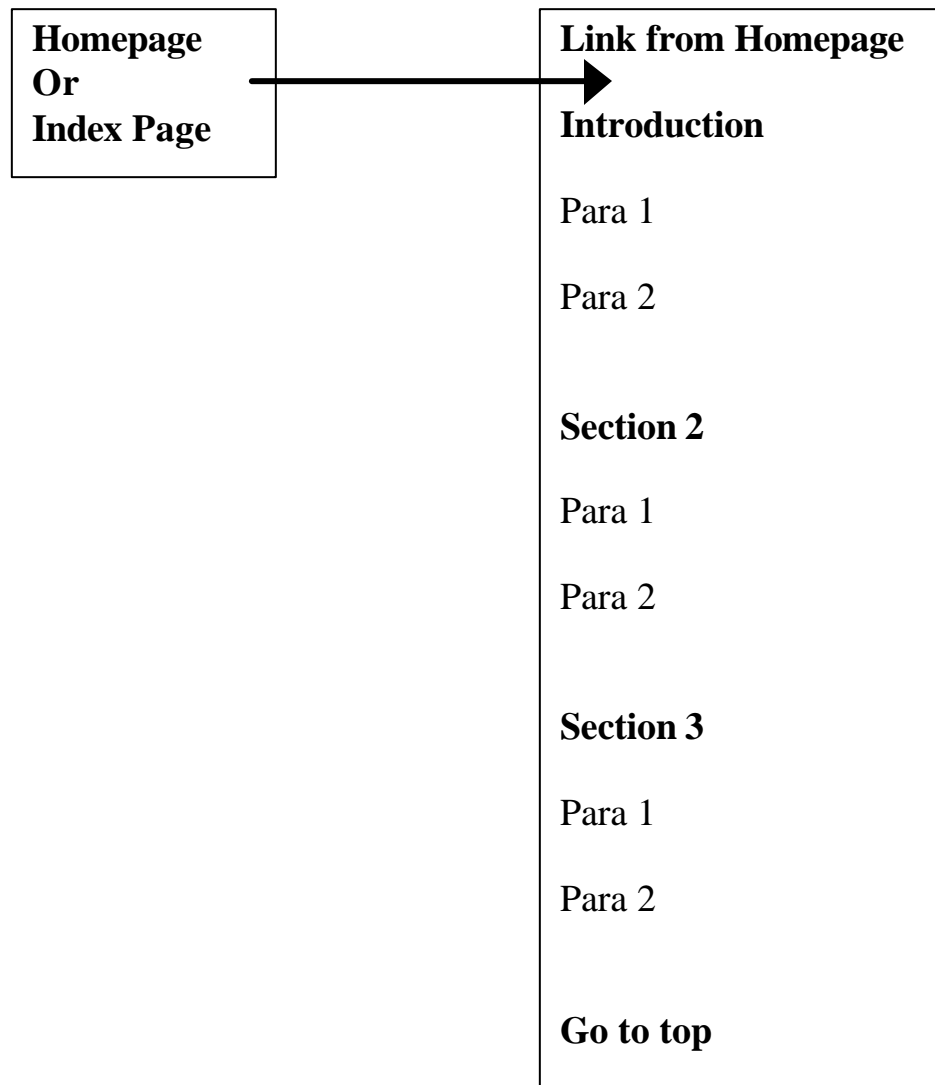 Homepage
Or
Index Page
Link from Homepage
Introduction
Para 1
Para 2
Section 2
Para 1
Para 2
Section 3
Para 1
Para 2
Go to top